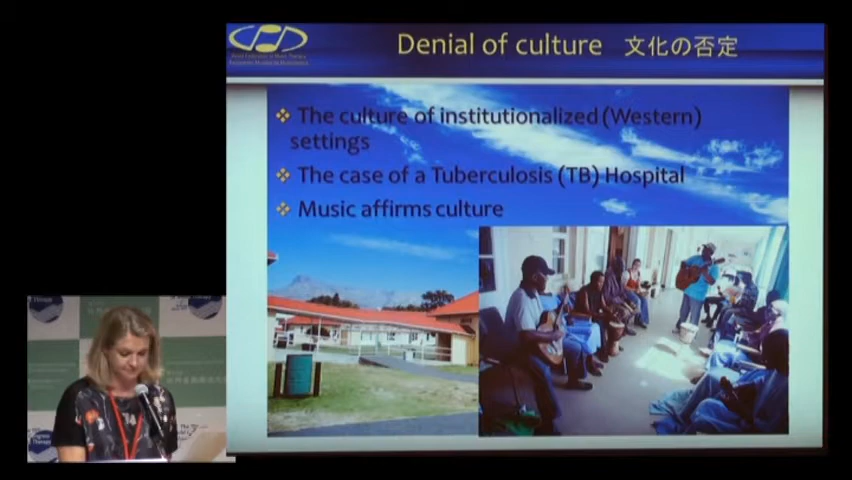 Denial of culture 文化の否定
The culture of institutionalized (Western)
settings
The case of a Tuberculosis (TB) Hospital
Music affirms culture